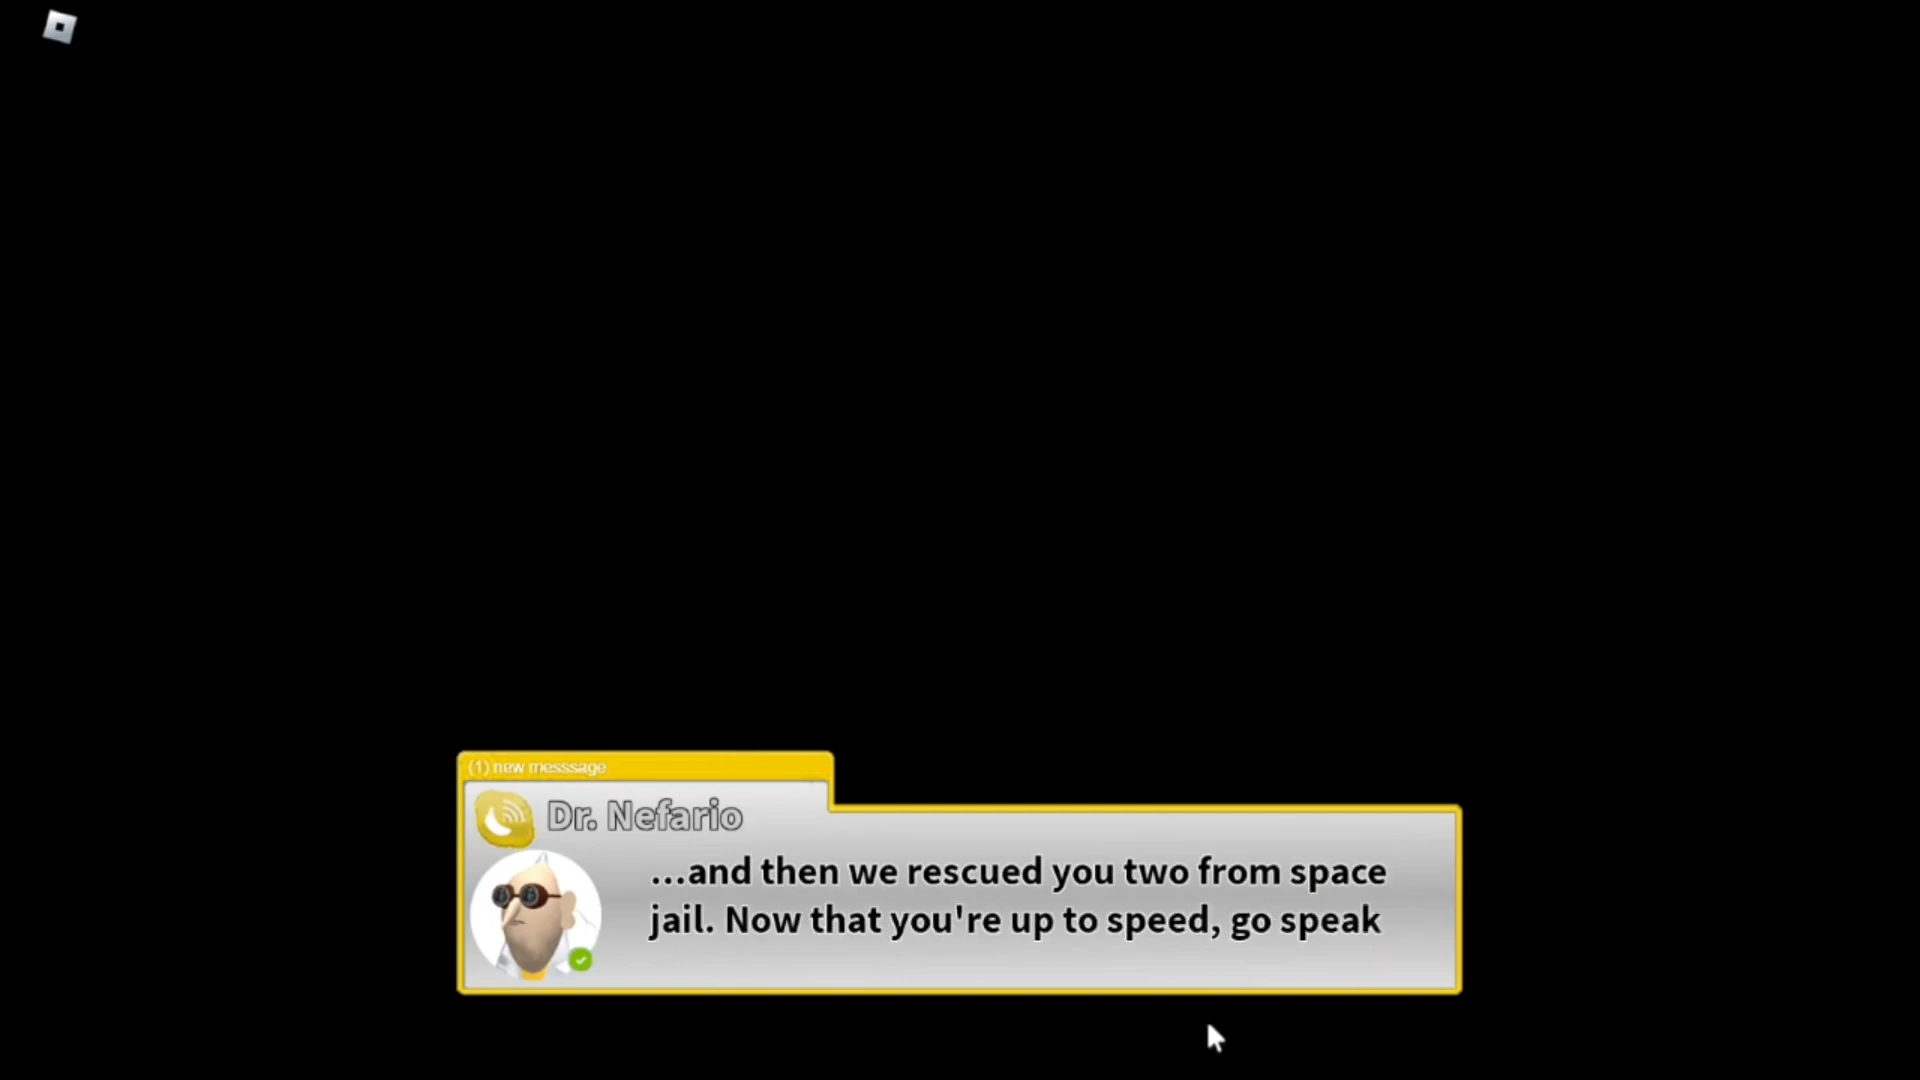 (1) new messsage
Dr. Nefario
...and then we rescued you two from space
jail. Now that you're up to speed, go speak